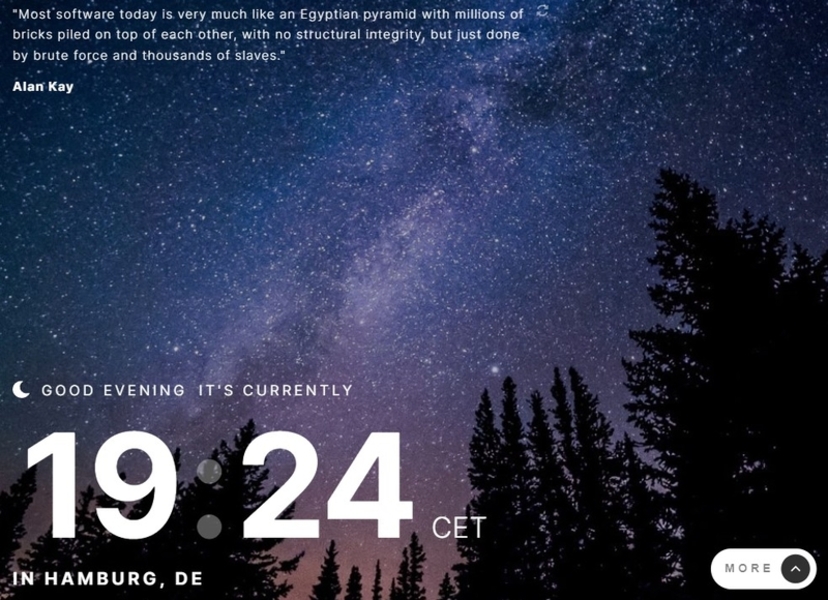 "Most software today is very much like an Egyptian pyramid with millions of
bricks piled on top of each other, with no structural integrity, but just done
by brute force and thousands of slaves."
Alan Kay
GOOD EVENING IT'S CURRENTLY
19:24 CET
IN HAMBURG, DE
MORE